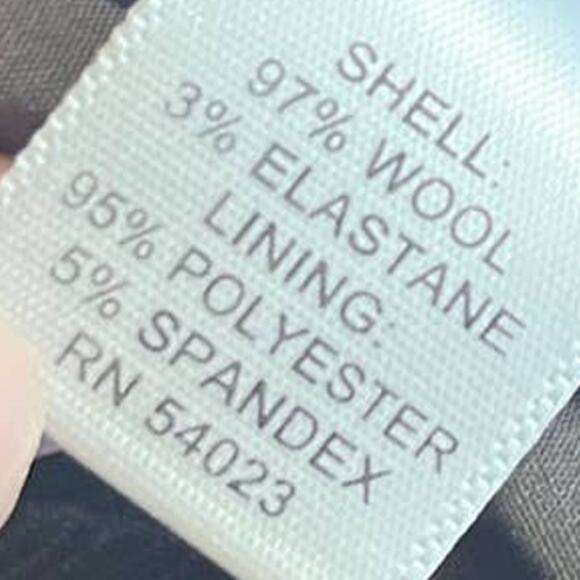 SHELL:
97% WOOL
3% ELASTANE
LINING:
95% POLYESTER
5% SPANDEX
RN 54023